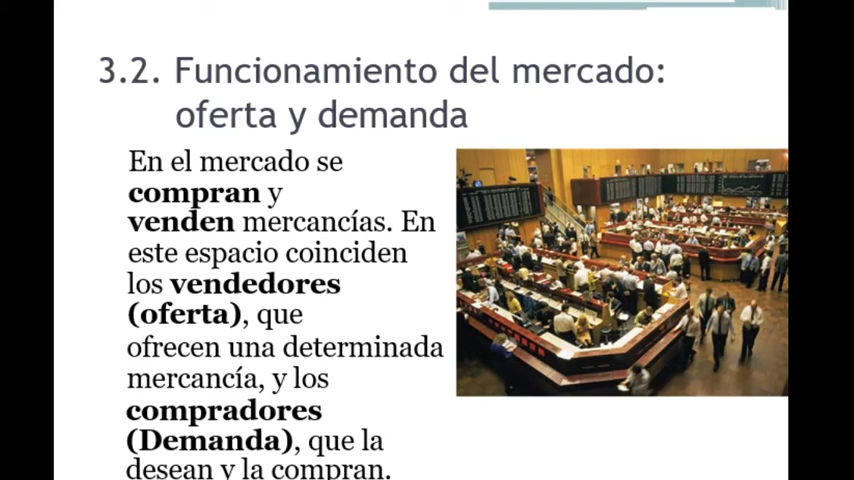 3.2. Funcionamiento del mercado:
oferta y demanda
En el mercado se
compran y
venden mercancías. En
este espacio coinciden
los vendedores
(oferta), que
ofrecen una determinada
mercancía, y los
compradores
(Demanda), que la
desean y la compran.